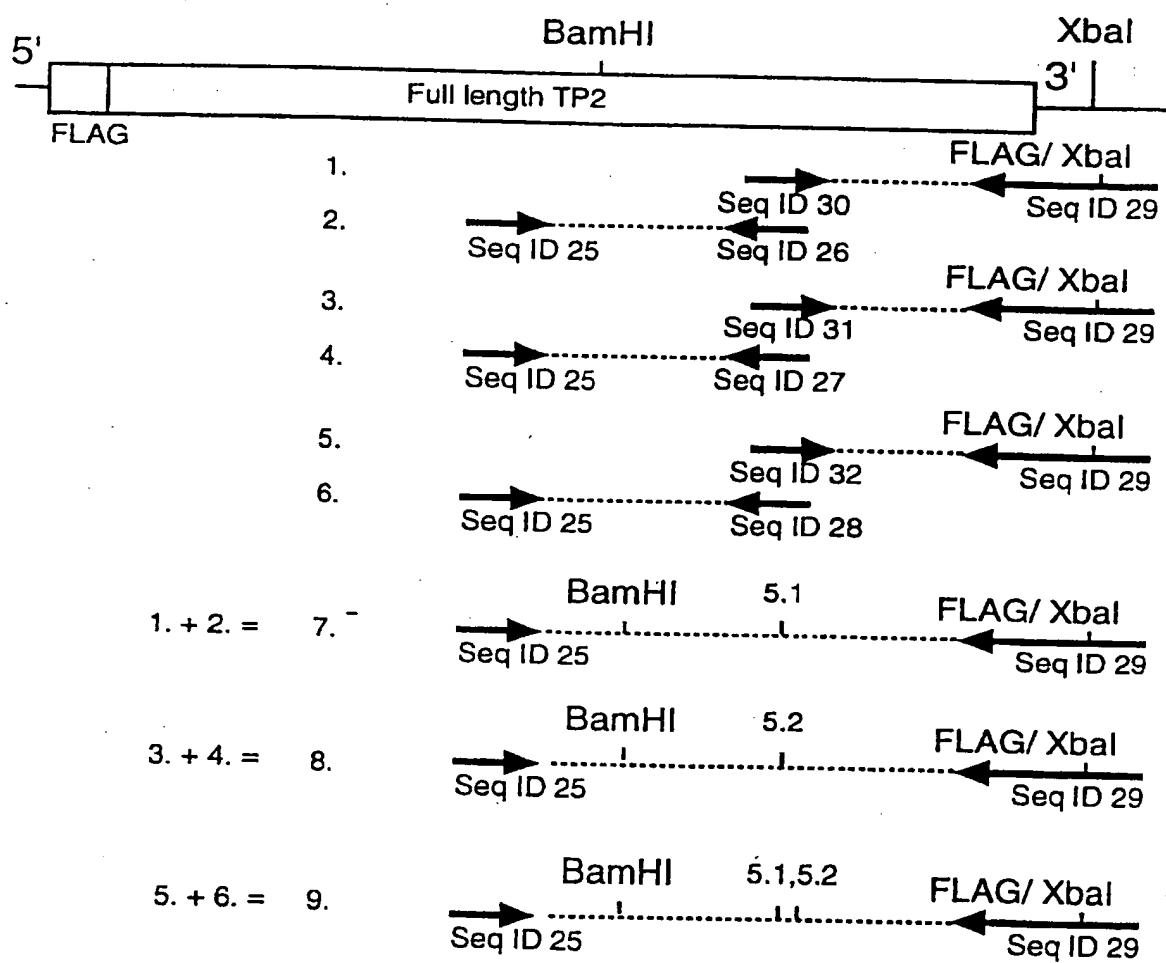 5' BamHI XbaI
3'
Full length TP2
FLAG
1. FLAG/ XbaI
Seq ID 30 Seq ID 29
2.
Seq ID 25 Seq ID 26
3. FLAG/ XbaI
Seq ID 31 Seq ID 29
4.
Seq ID 25 Seq ID 27
5. FLAG/ XbaI
Seq ID 32 Seq ID 29
6.
Seq ID 25 Seq ID 28
BamHI 5.1 FLAG/ XbaI
1. + 2. = 7. -
Seq ID 25 Seq ID 29
BamHI 5.2 FLAG/ XbaI
3. + 4. = 8.
Seq ID 25 Seq ID 29
BamHI 5.1,5.2 FLAG/ XbaI
5. + 6. = 9.
Seq ID 25 Seq ID 29